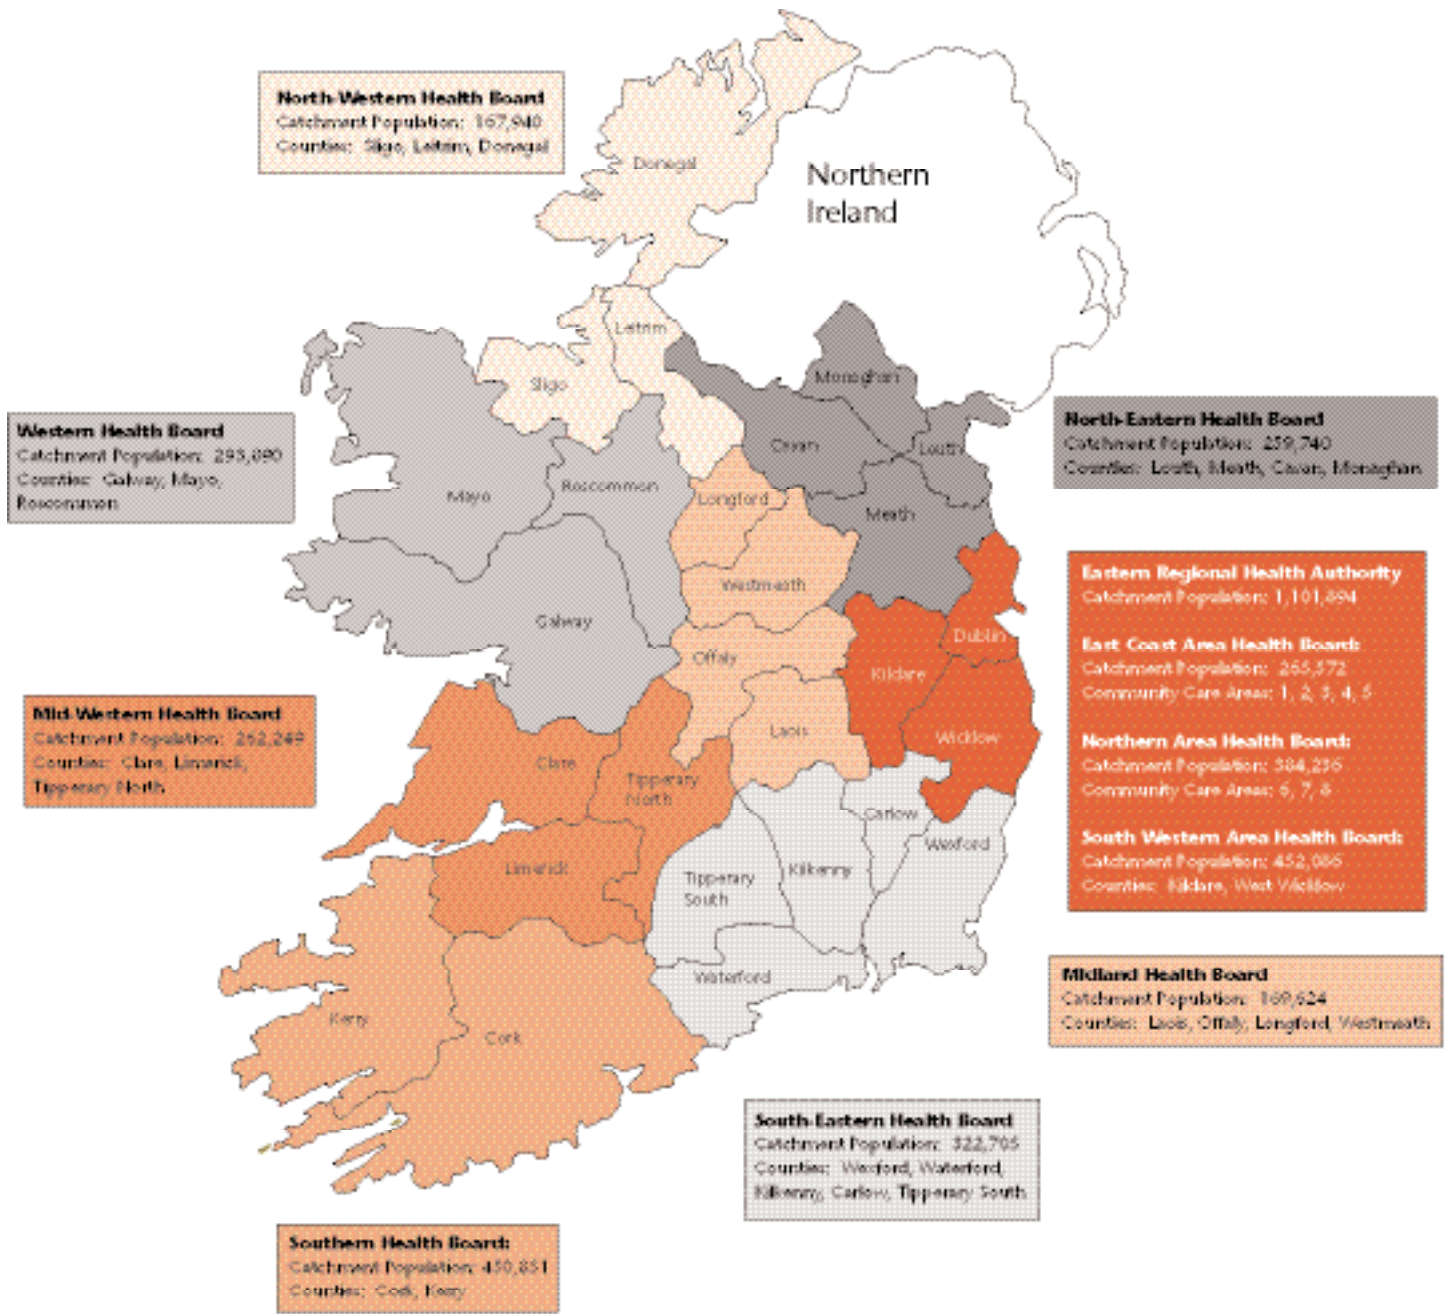 North-Western Health Board
Catchment Population: 167,940
Counties: Sligo, Leitrim, Donegal
Donegal
Northern
Ireland
Leitrim
Sligo
Monaghan
Cavan
Louth
Western Health Board
Catchment Population: 293,890
Counties: Galway, Mayo,
Roscommon
North-Eastern Health Board
Catchment Population: 259,740
Counties: Louth, Meath, Cavan, Monaghan
Mayo
Roscommon
Longford
Meath
Westmeath
Galway
Offaly
Kildare
Dublin
Laois
Wicklow
Eastern Regional Health Authority
Catchment Population: 1,101,894
East Coast Area Health Board:
Catchment Population: 265,572
Community Care Areas: 1, 2, 3, 4, 5
Northern Area Health Board:
Catchment Population: 384,236
Community Care Areas: 6, 7, 8
South Western Area Health Board:
Catchment Population: 452,086
Counties: Kildare, West Wicklow
Mid-Western Health Board
Catchment Population: 262,249
Counties: Clare, Limerick,
Tipperary North
Clare
Tipperary
North
Carlow
Wexford
Limerick
Tipperary
South
Kilkenny
Waterford
Kerry
Cork
Midland Health Board
Catchment Population: 169,624
Counties: Laois, Offaly, Longford, Westmeath
South-Eastern Health Board
Catchment Population: 322,705
Counties: Wexford, Waterford,
Kilkenny, Carlow, Tipperary South
Southern Health Board:
Catchment Population: 450,851
Counties: Cork, Kerry